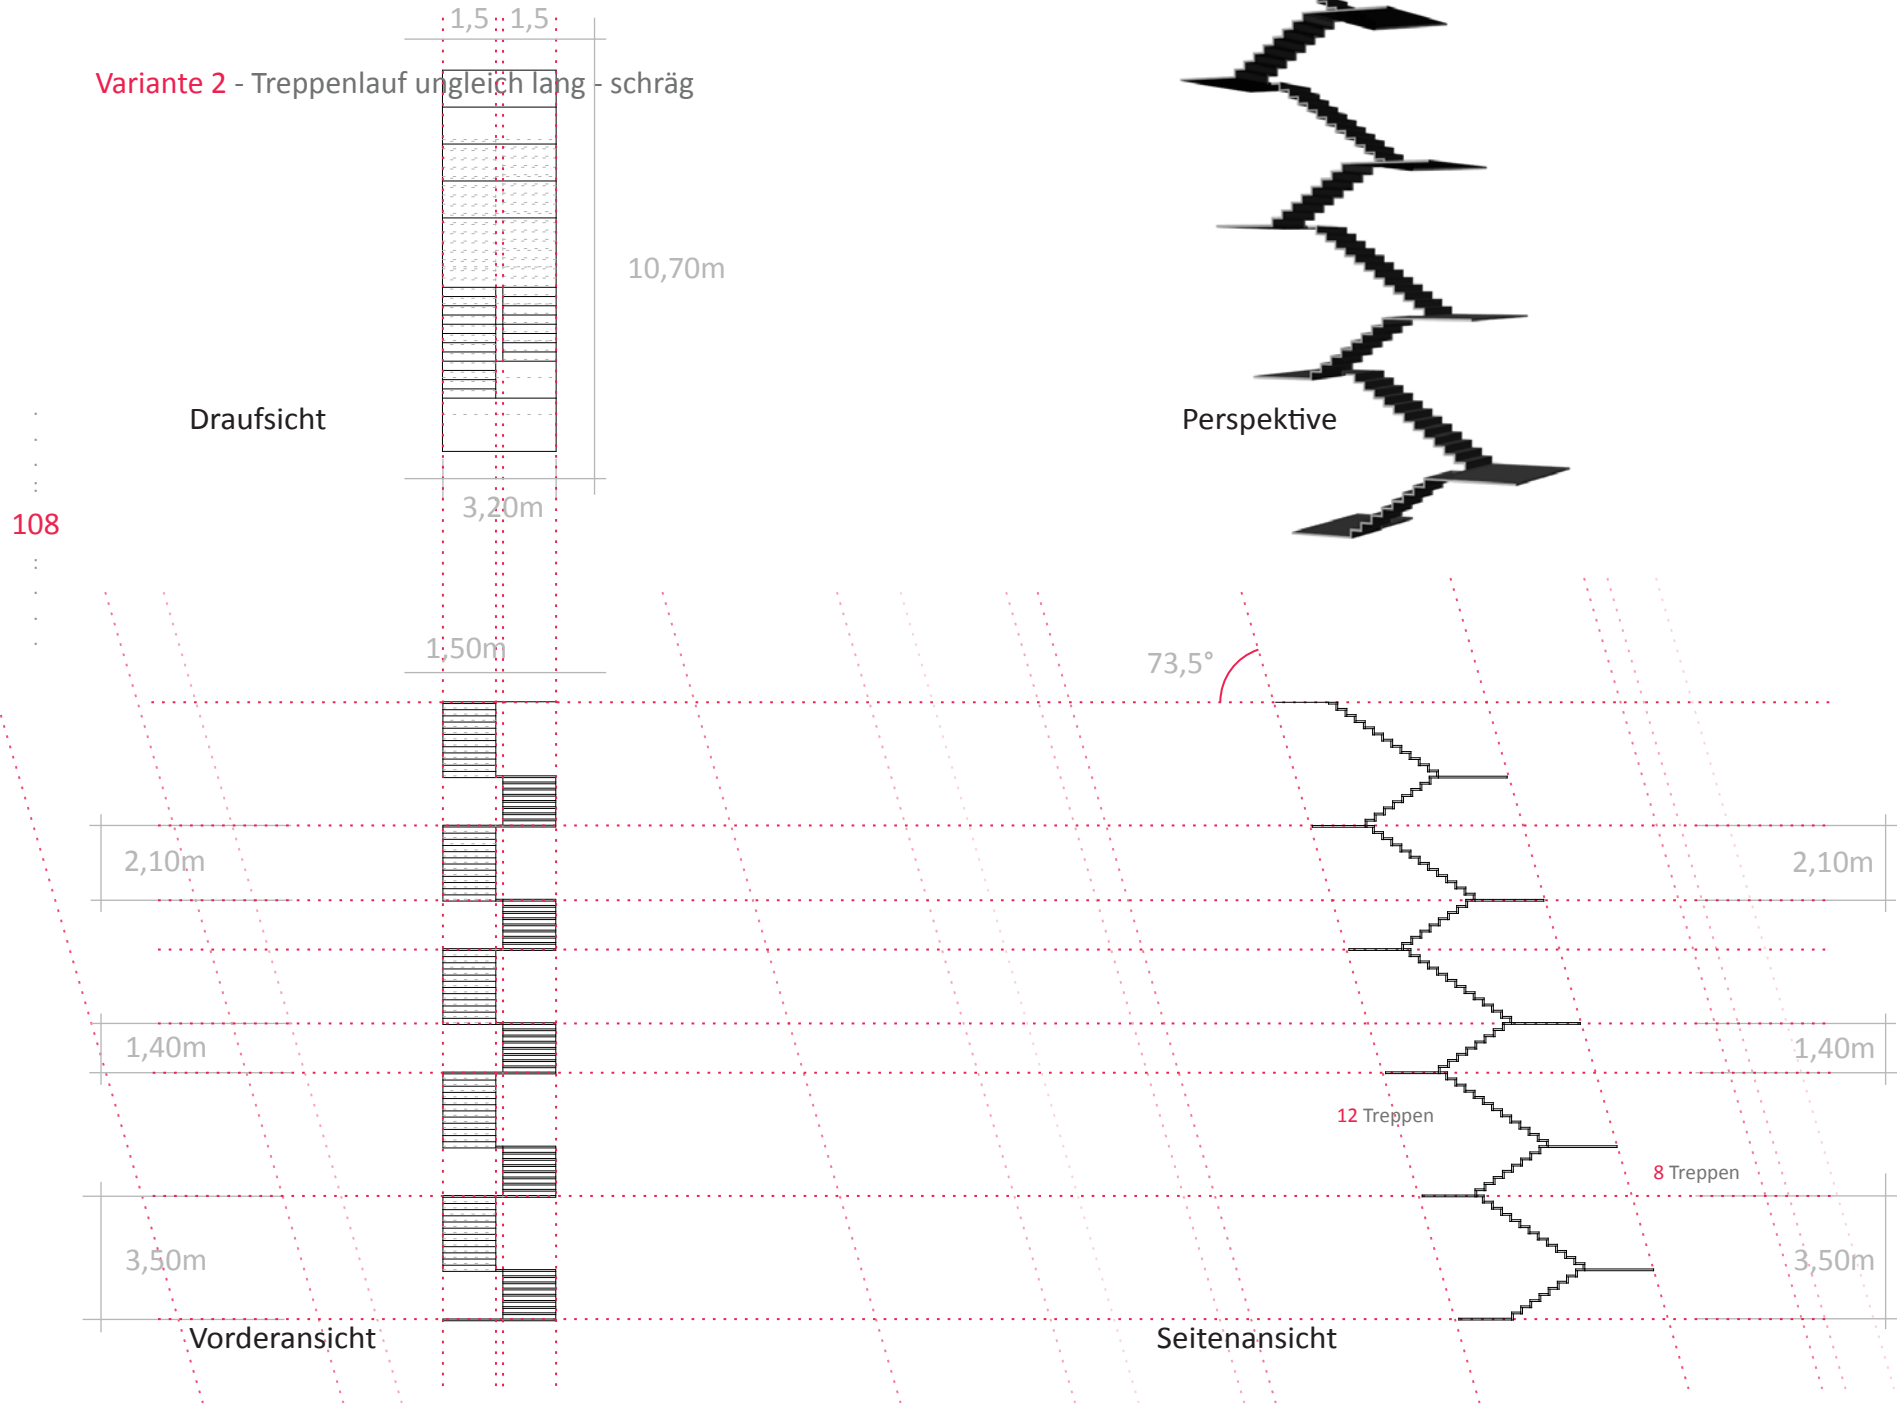 1,5 1,5
Variante 2 - Treppenlauf ungleich lang - schräg
10,70m
Draufsicht
Perspektive
3,20m
108
1,50m
73,5°
2,10m
2,10m
1,40m
1,40m
12 Treppen
8 Treppen
3,50m
3,50m
Vorderansicht
Seitenansicht